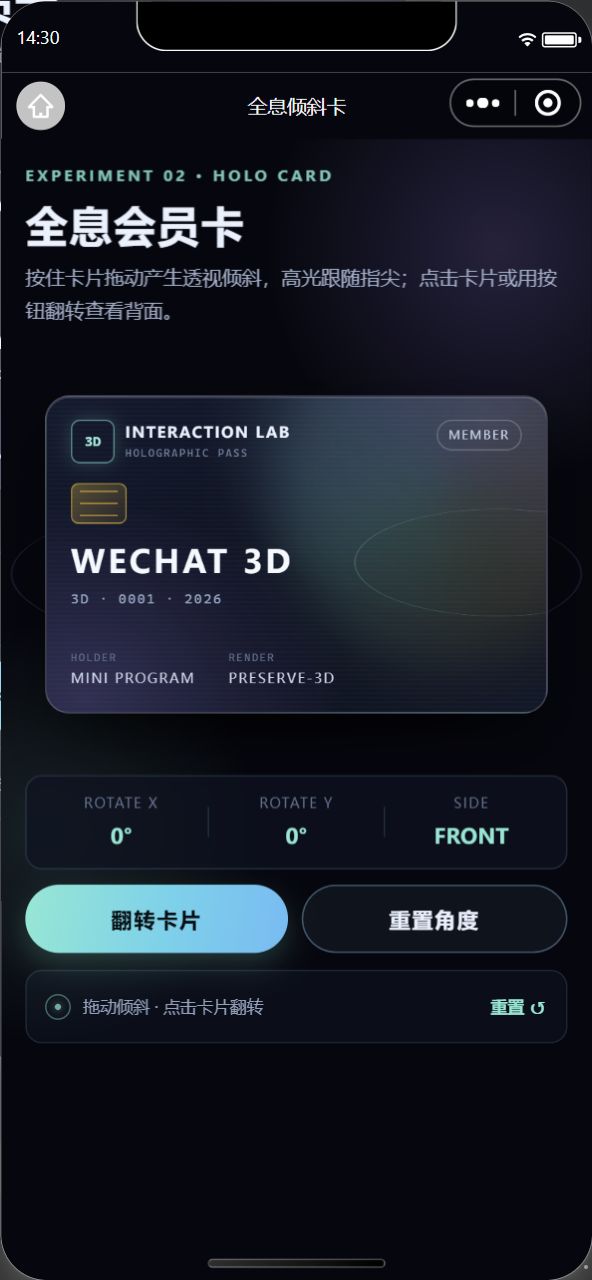 14:30
全息倾斜卡
EXPERIMENT 02 • HOLO CARD
全息会员卡
按住卡片拖动产生透视倾斜，高光跟随指尖；点击卡片或用按
钮翻转查看背面。
3D
INTERACTION LAB
HOLOGRAPHIC PASS
MEMBER
WECHAT 3D
3D · 0001 · 2026
HOLDER
RENDER
MINI PROGRAM
PRESERVE-3D
ROTATE X
ROTATE Y
SIDE
0°
0°
FRONT
翻转卡片
重置角度
拖动倾斜 · 点击卡片翻转
重置 ↺